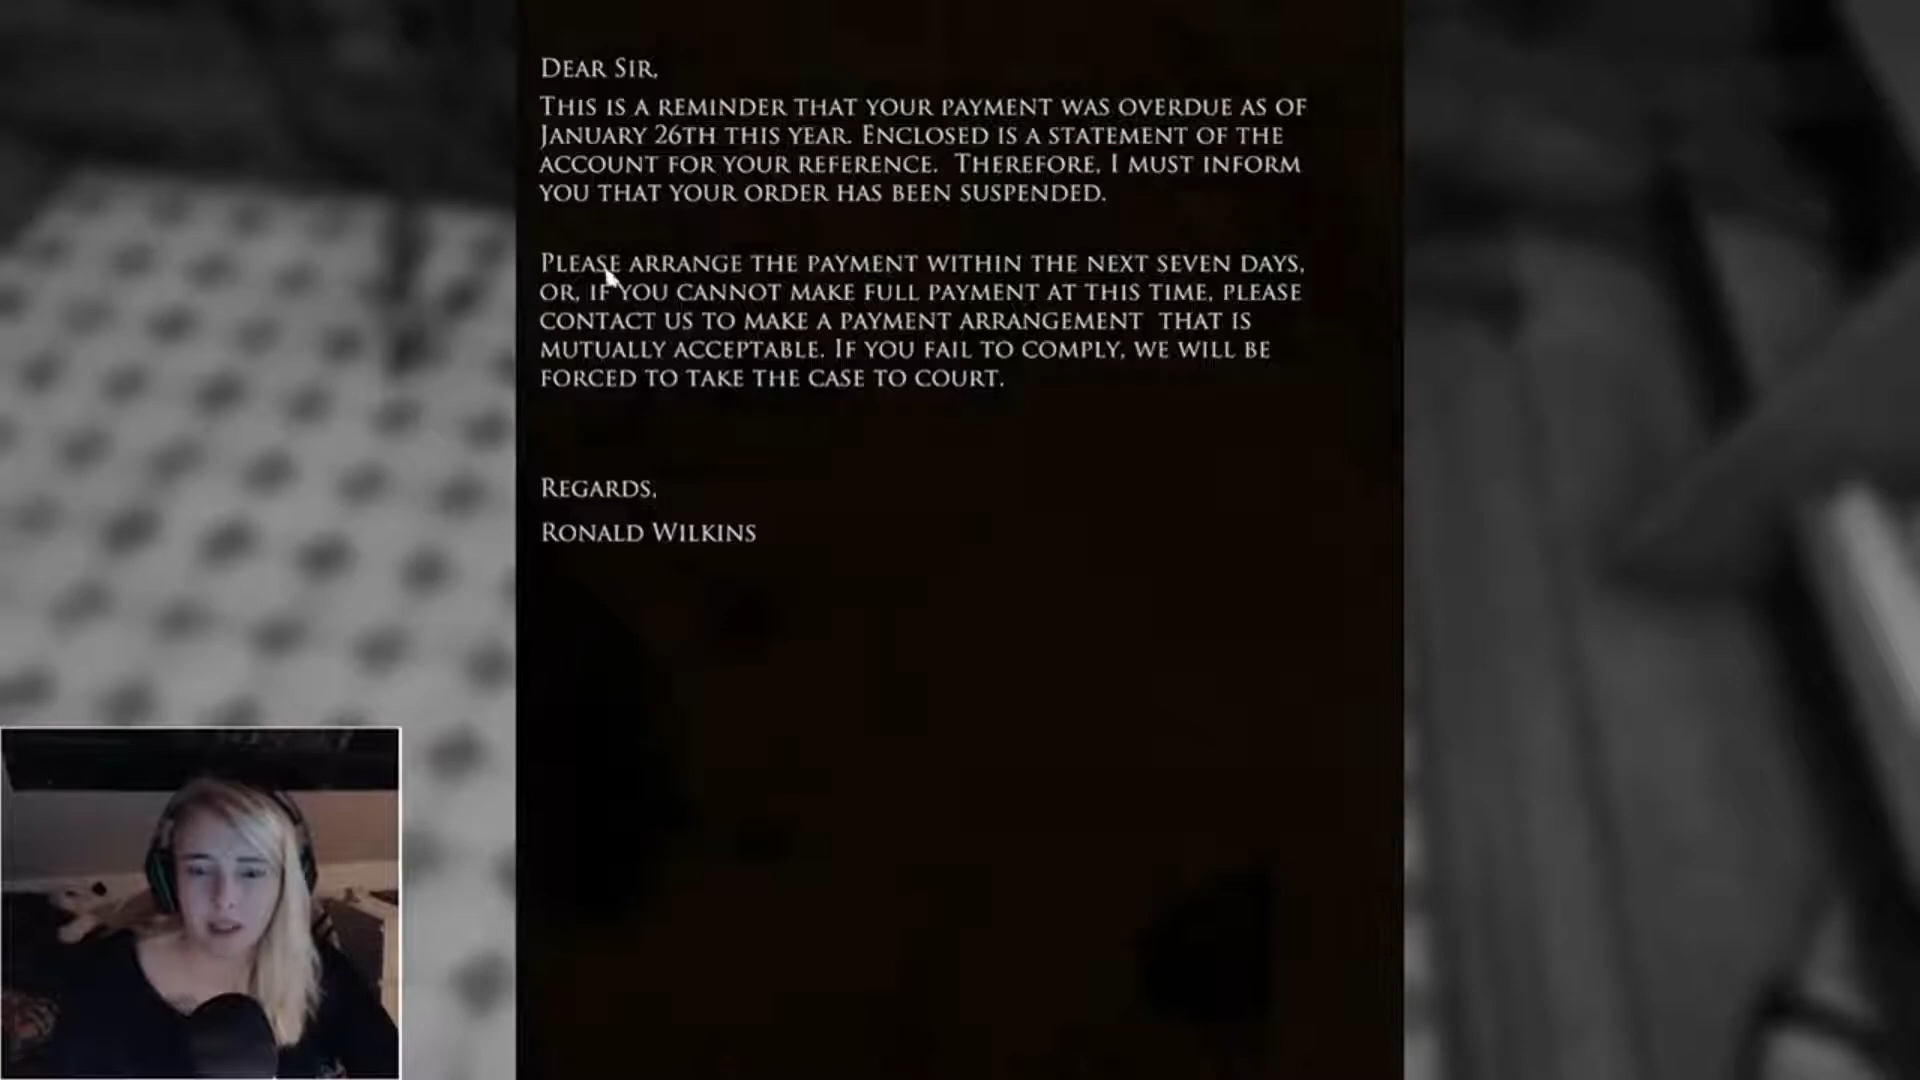 Dear Sir,
This is a reminder that your payment was overdue as of
January 26th this year. Enclosed is a statement of the
account for your reference.  Therefore, I must inform
you that your order has been suspended.
Please arrange the payment within the next seven days,
or, if you cannot make full payment at this time, please
contact us to make a payment arrangement  that is
mutually acceptable. If you fail to comply, we will be
forced to take the case to court.
Regards,
Ronald Wilkins